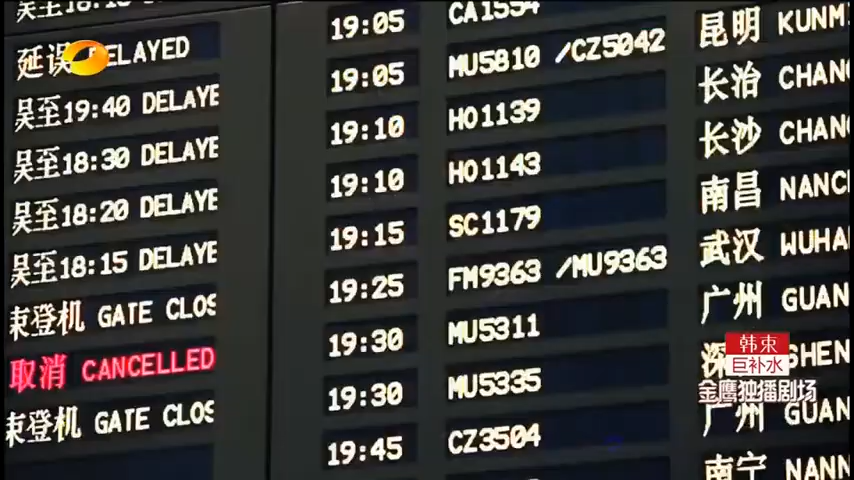 延误 DELAYED
吴至19:40 DELAYE
吴至18:30 DELAYE
吴至18:20 DELAYE
吴至18:15 DELAYE
束登机 GATE CLOS
取消 CANCELLED
束登机 GATE CLOS
19:05 CA1554 昆明 KUNM
19:05 MU5810 /CZ5042 长治 CHANG
19:10 HO1139 长沙 CHANG
19:10 HO1143 南昌 NANC
19:15 SC1179 武汉 WUHA
19:25 FM9363 /MU9363 广州 GUAN
19:30 MU5311 深 SHEN
19:30 MU5335 广州 GUAN
19:45 CZ3504 南宁 NANN
韩束
巨补水
金鹰独播剧场